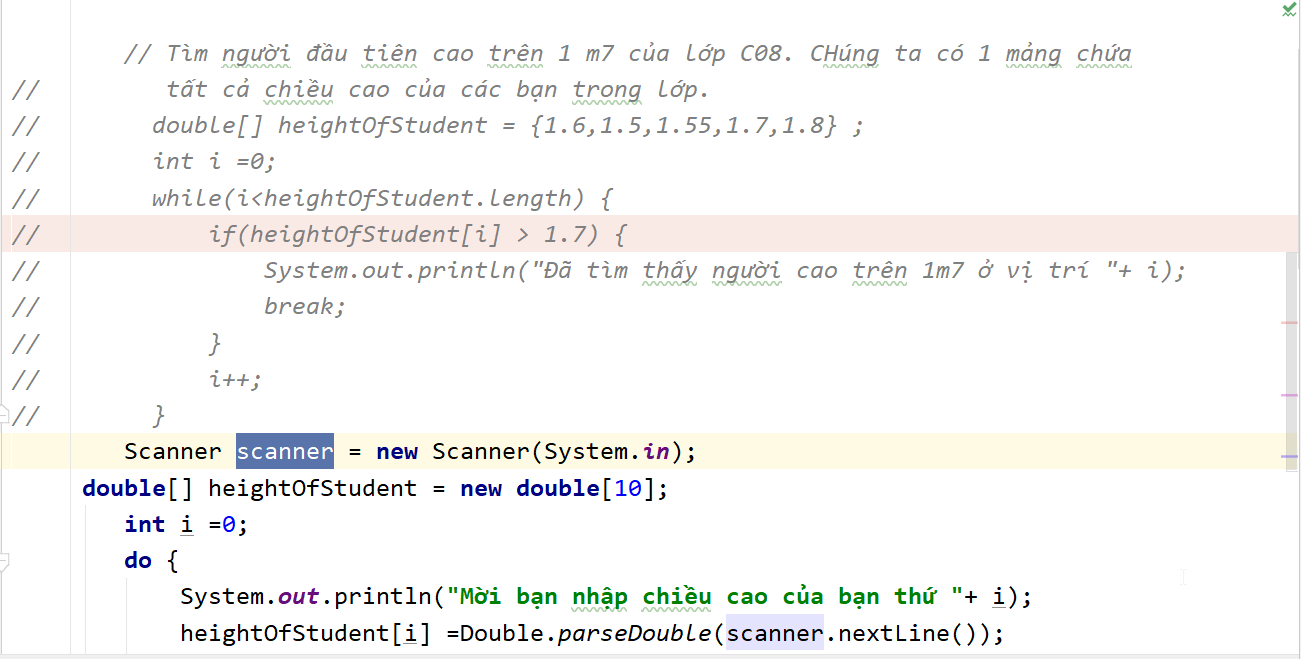 // Tìm người đầu tiên cao trên 1 m7 của lớp C08. CHúng ta có 1 mảng chứa
//         tất cả chiều cao của các bạn trong lớp.
//        double[] heightOfStudent = {1.6,1.5,1.55,1.7,1.8} ;
//        int i =0;
//        while(i<heightOfStudent.length) {
//            if(heightOfStudent[i] > 1.7) {
//                System.out.println("Đã tìm thấy người cao trên 1m7 ở vị trí "+ i);
//                break;
//            }
//            i++;
//        }
Scanner scanner = new Scanner(System.in);
double[] heightOfStudent = new double[10];
int i =0;
do {
System.out.println("Mời bạn nhập chiều cao của bạn thứ "+ i);
heightOfStudent[i] =Double.parseDouble(scanner.nextLine());